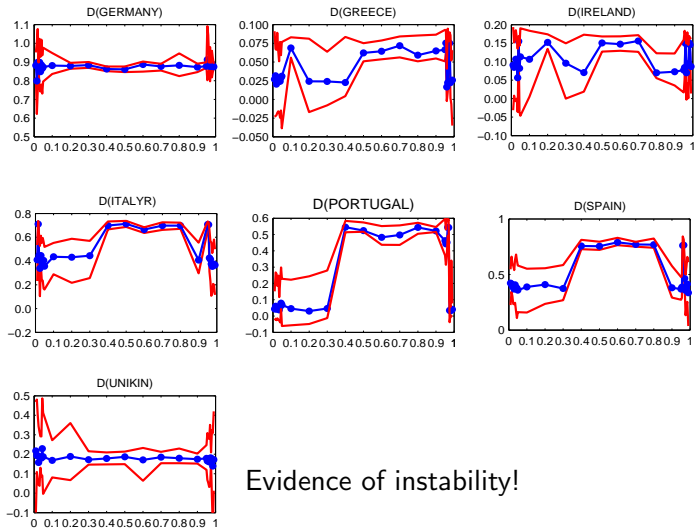 D(GERMANY) D(GREECE) D(IRELAND)
1.1 0.100 0.20
1.0 0.075 0.15
0.9 0.050 0.10
0.8 0.025 0.05
0.7 0.000 0.00
0.6 −0.025 −0.05
0.5 −0.050 −0.10
0 0.1 0.2 0.3 0.4 0.5 0.6 0.7 0.8 0.9 1 0 0.1 0.2 0.3 0.4 0.5 0.6 0.7 0.8 0.9 1 0 0.1 0.2 0.3 0.4 0.5 0.6 0.7 0.8 0.9 1
D(ITALYR) D(PORTUGAL) D(SPAIN)
0.8 0.6 1
0.6 0.5
0.4 0.4 0.5
0.2 0.3
0.0 0.2
−0.2 0.1
0.0
−0.1 0
0 0.1 0.2 0.3 0.4 0.5 0.6 0.7 0.8 0.9 1 0 0.1 0.2 0.3 0.4 0.5 0.6 0.7 0.8 0.9 1 0 0.1 0.2 0.3 0.4 0.5 0.6 0.7 0.8 0.9 1
D(UNIKIN)
0.5
0.4
0.3
0.2
0.1
0.0
−0.1
0 0.1 0.2 0.3 0.4 0.5 0.6 0.7 0.8 0.9 1
Evidence of instability!